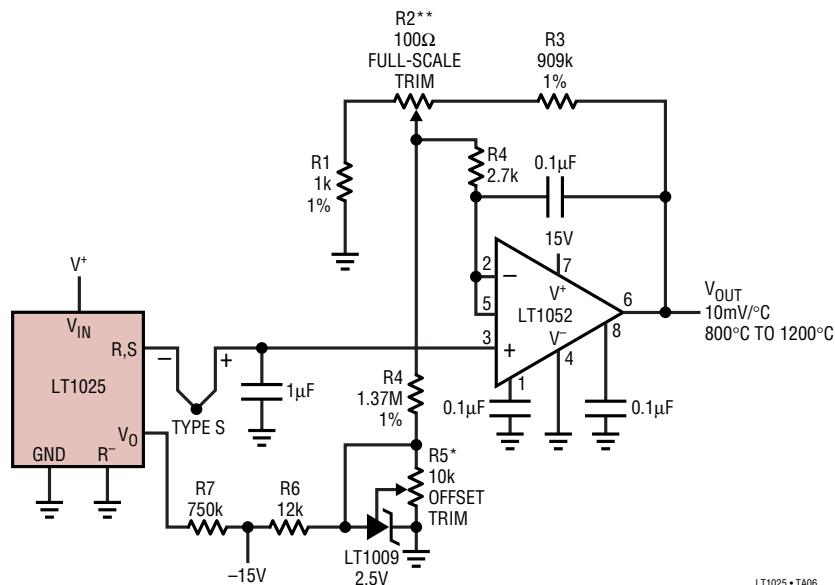 R2**
100Ω
FULL-SCALE
TRIM
R3
909k
1%
R1
1k
1%
R4
2.7k
0.1µF
15V
2
−
7
V+
5
LT1052
6
3
+
V−
8
4
1
VOUT
10mV/°C
800°C TO 1200°C
V+
VIN
R,S
−
+
LT1025
1µF
TYPE S
VO
GND
R−
R4
1.37M
1%
0.1µF
0.1µF
R5*
10k
OFFSET
TRIM
R7
750k
R6
12k
−15V
LT1009
2.5V
LT1025 • TA06